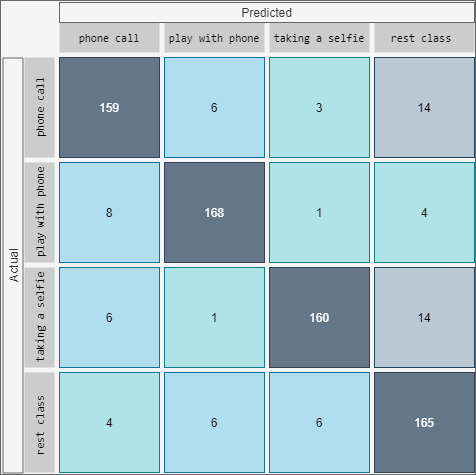 Predicted
phone call play with phone taking a selfie rest class
Actual
phone call 159 6 3 14
play with phone 8 168 1 4
taking a selfie 6 1 160 14
rest class 4 6 6 165